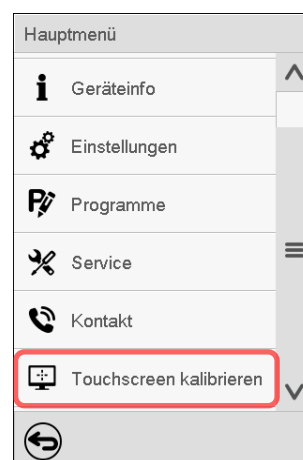 Hauptmenü
Geräteinfo
Einstellungen
Programme
Service
Kontakt
Touchscreen kalibrieren